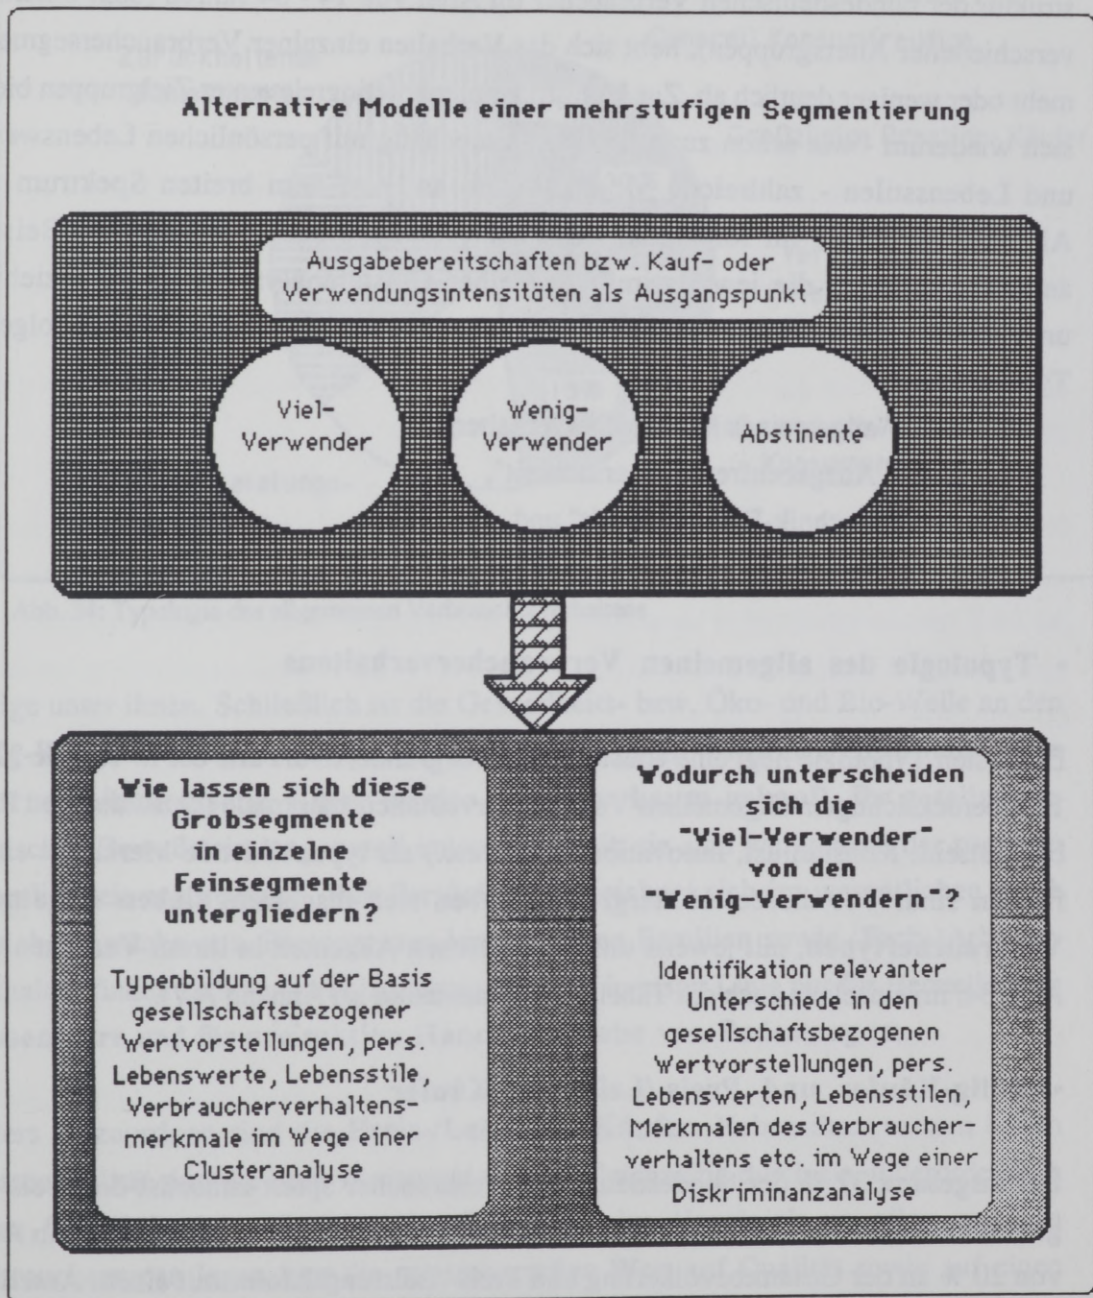 Alternative Modelle einer mehrstufigen Segmentierung
Ausgabebereitschaften bzw. Kauf- oder
Verwendungsintensitäten als Ausgangspunkt
Viel-
Verwender
Wenig-
Verwender
Abstinente
Wie lassen sich diese
Grobsegmente
in einzelne
Feinsegmente
untergliedern?
Typenbildung auf der Basis
gesellschaftsbezogener
Wertvorstellungen, pers.
Lebenswerte, Lebensstile,
Verbraucherverhaltens-
merkmale im Wege einer
Clusteranalyse
Wodurch unterscheiden
sich die
"Viel-Verwender"
von den
"Wenig-Verwendern"?
Identifikation relevanter
Unterschiede in den
gesellschaftsbezogenen
Wertvorstellungen, pers.
Lebenswerten, Lebensstilen,
Merkmalen des Verbraucher-
verhaltens etc. im Wege einer
Diskriminanzanalyse